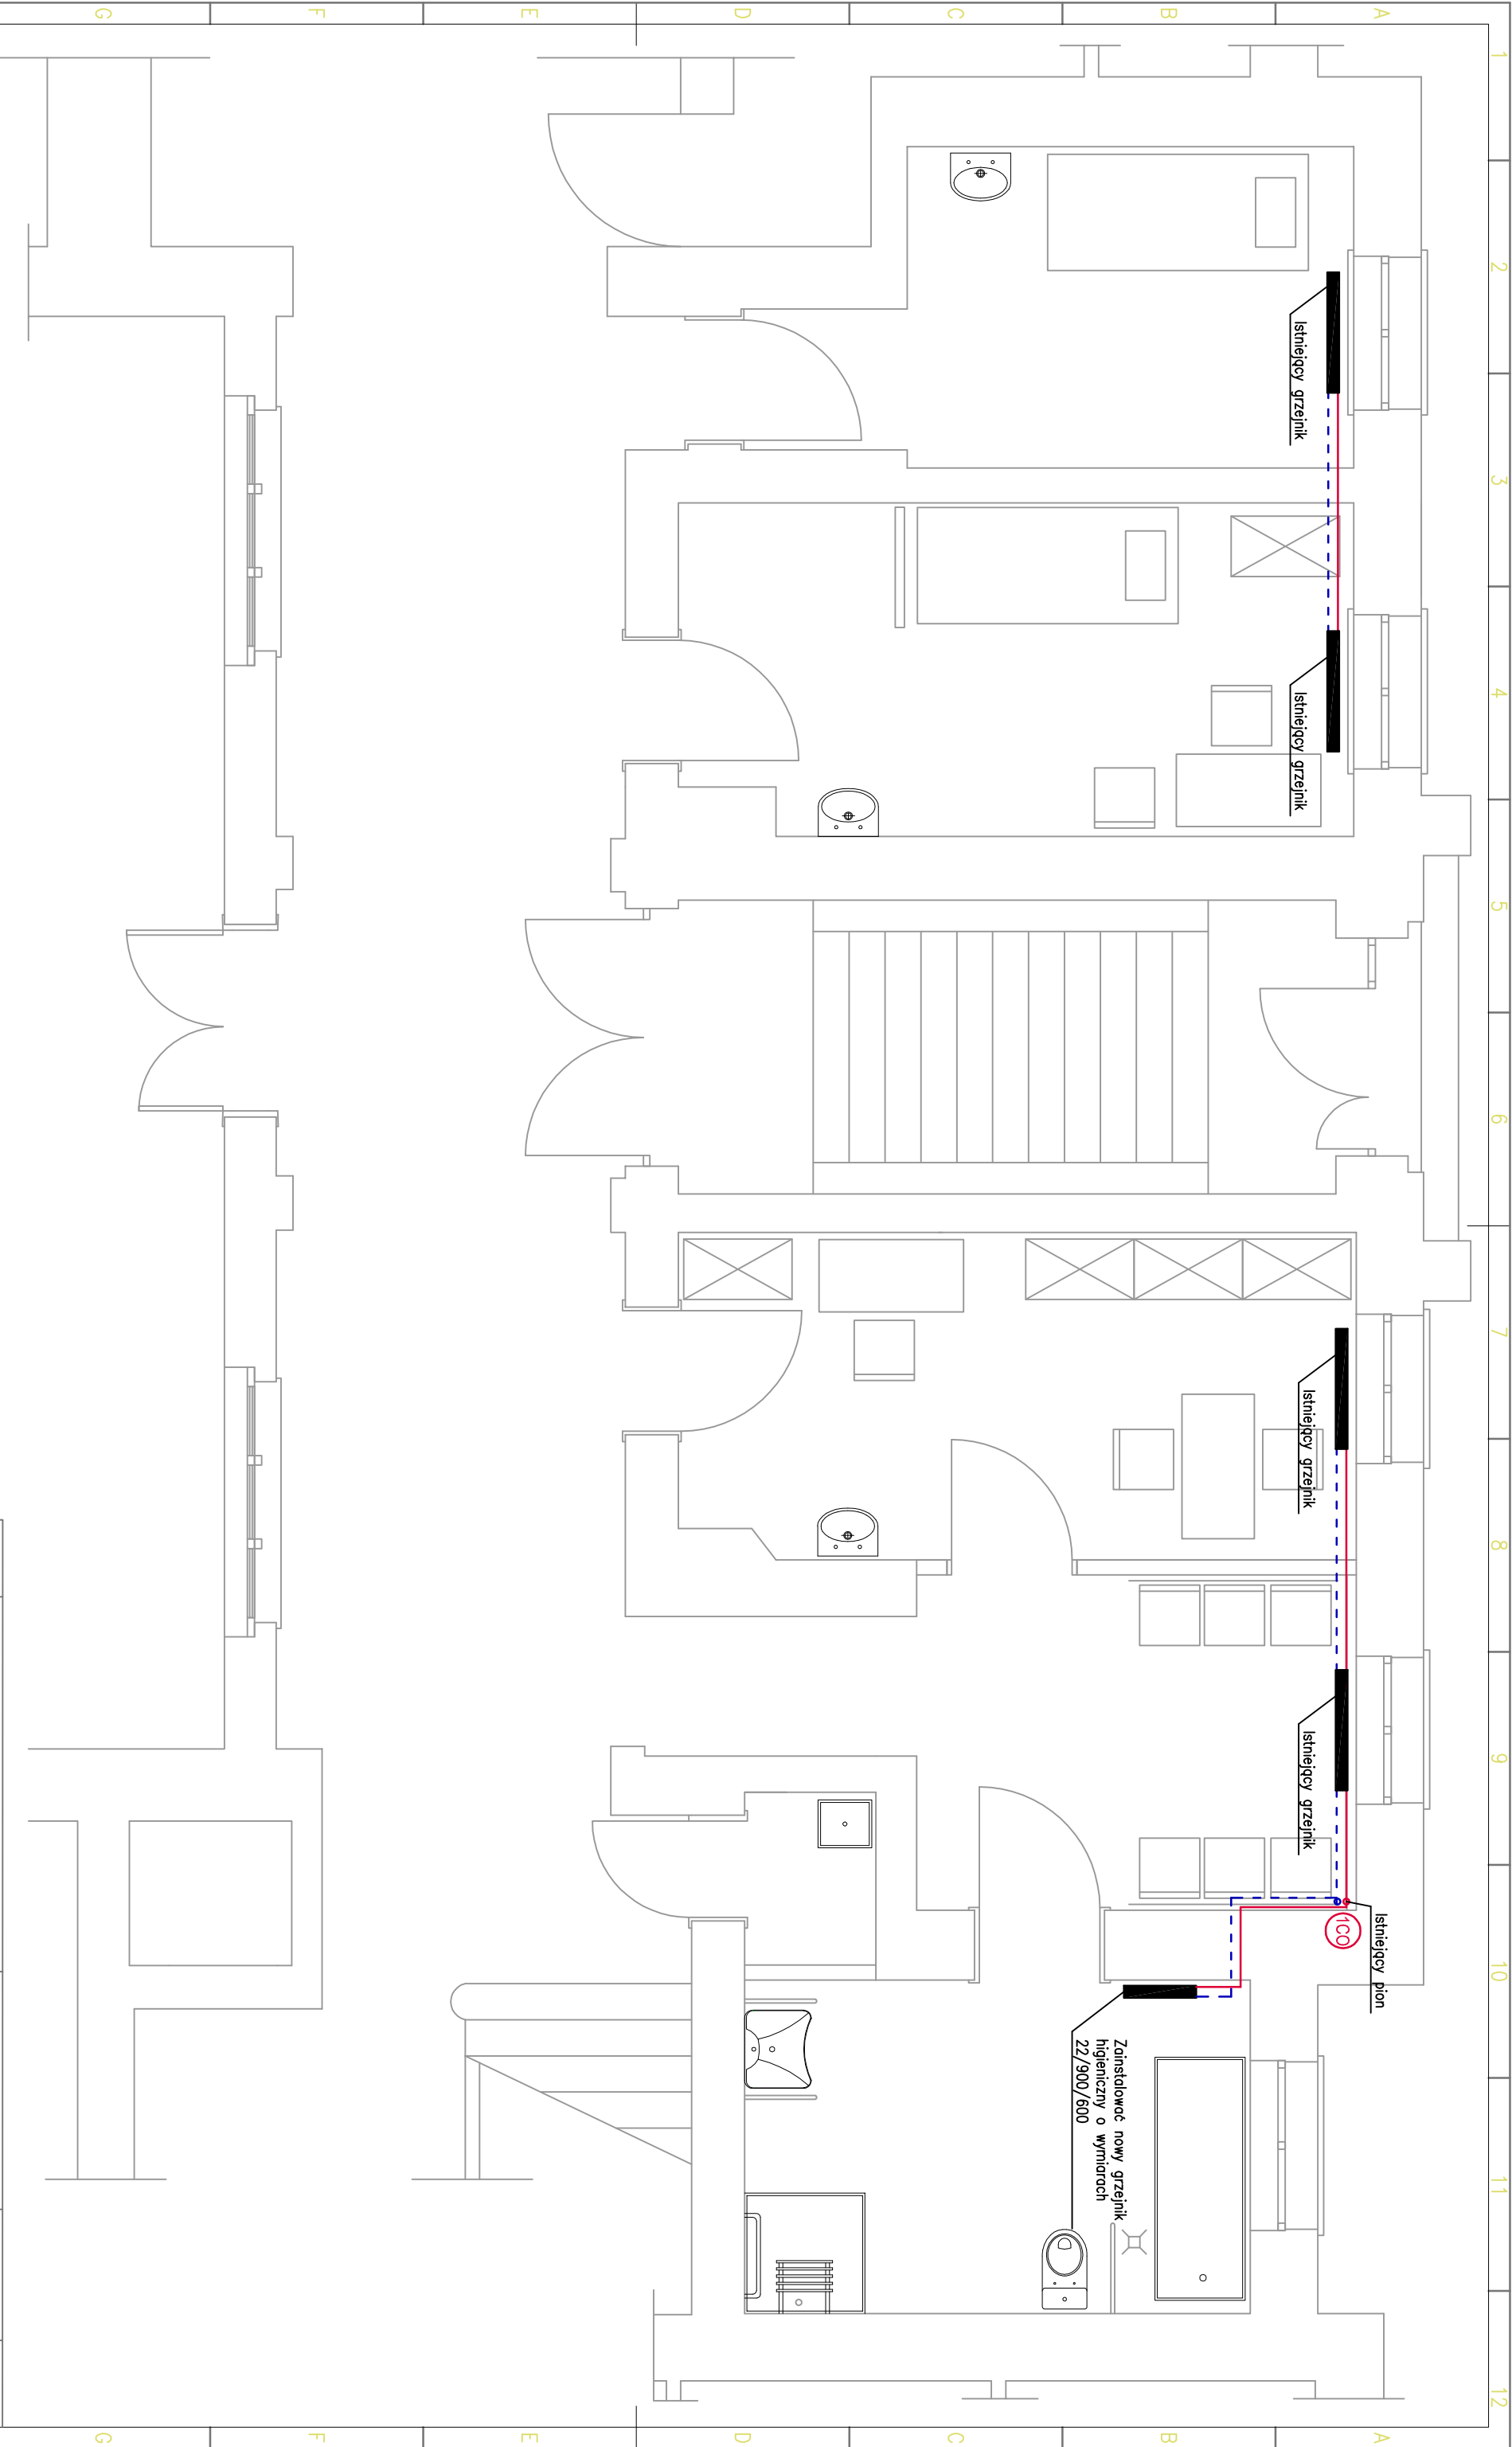 1
2
3
4
5
6
7
8
9
10
11
12
A
B
C
D
E
F
G
A
B
C
D
E
F
G
Istniejący grzejnik
Istniejący grzejnik
Istniejący grzejnik
Istniejący grzejnik
Istniejący pion
1CO
Zainstalować nowy grzejnik
higieniczny o wymiarach
22/900/600